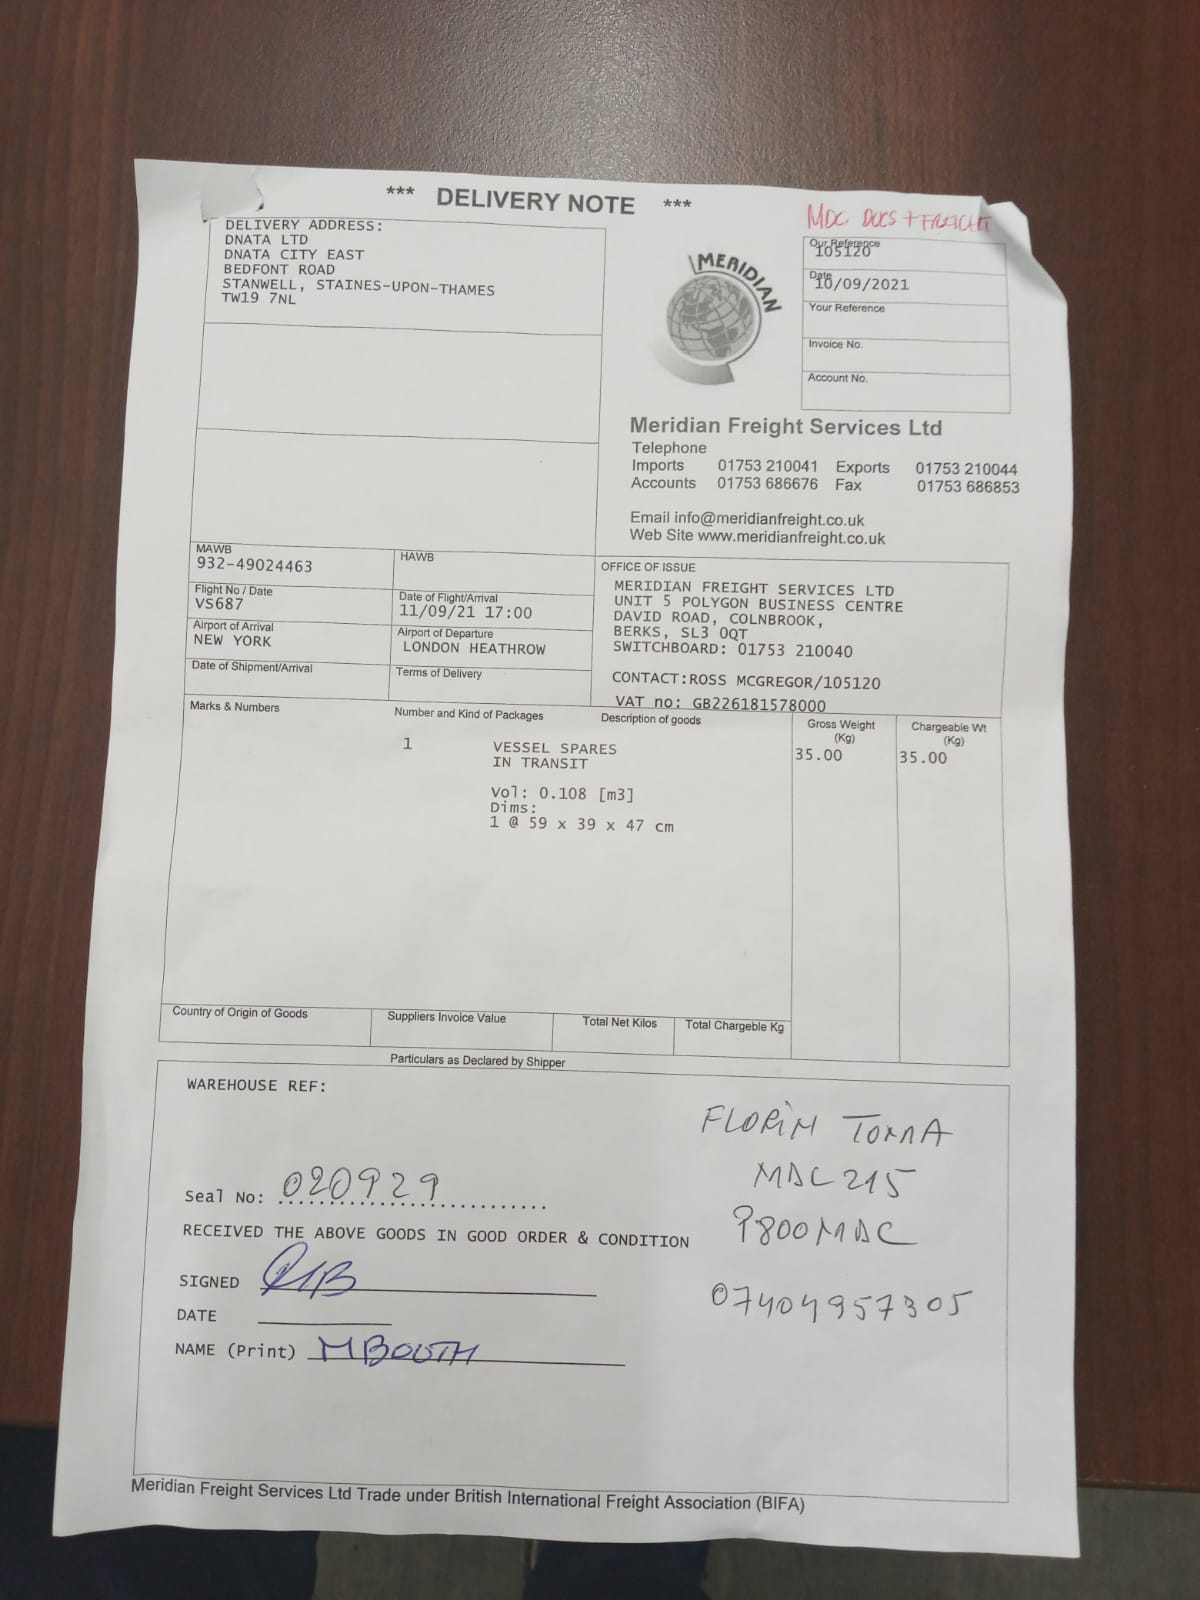 *** DELIVERY NOTE ***
MDC DOCS + FREIGHT
DELIVERY ADDRESS:
DNATA LTD
DNATA CITY EAST
BEDFONT ROAD
STANWELL, STAINES-UPON-THAMES
TW19 7NL
MERIDIAN
Our Reference
105120
Date
10/09/2021
Your Reference
Invoice No.
Account No.
Meridian Freight Services Ltd
Telephone
Imports 01753 210041 Exports 01753 210044
Accounts 01753 686676 Fax 01753 686853
Email info@meridianfreight.co.uk
Web Site www.meridianfreight.co.uk
MAWB
932-49024463
HAWB
Flight No / Date
VS687
Date of Flight/Arrival
11/09/21 17:00
Airport of Arrival
NEW YORK
Airport of Departure
LONDON HEATHROW
Date of Shipment/Arrival
Terms of Delivery
OFFICE OF ISSUE
MERIDIAN FREIGHT SERVICES LTD
UNIT 5 POLYGON BUSINESS CENTRE
DAVID ROAD, COLNBROOK,
BERKS, SL3 0QT
SWITCHBOARD: 01753 210040
CONTACT:ROSS MCGREGOR/105120
VAT no: GB226181578000
Marks & Numbers
Number and Kind of Packages
Description of goods
Gross Weight
(Kg)
Chargeable Wt
(Kg)
1
VESSEL SPARES
IN TRANSIT
35.00
35.00
Vol: 0.108 [m3]
Dims:
1 @ 59 x 39 x 47 cm
Country of Origin of Goods
Suppliers Invoice Value
Total Net Kilos
Total Chargeble Kg
Particulars as Declared by Shipper
WAREHOUSE REF:
Seal No: 020929
RECEIVED THE ABOVE GOODS IN GOOD ORDER & CONDITION
SIGNED
DATE
NAME (Print) M BOUTH
FLORIN
MDC 215
P800MDC
07404957305
Meridian Freight Services Ltd Trade under British International Freight Association (BIFA)